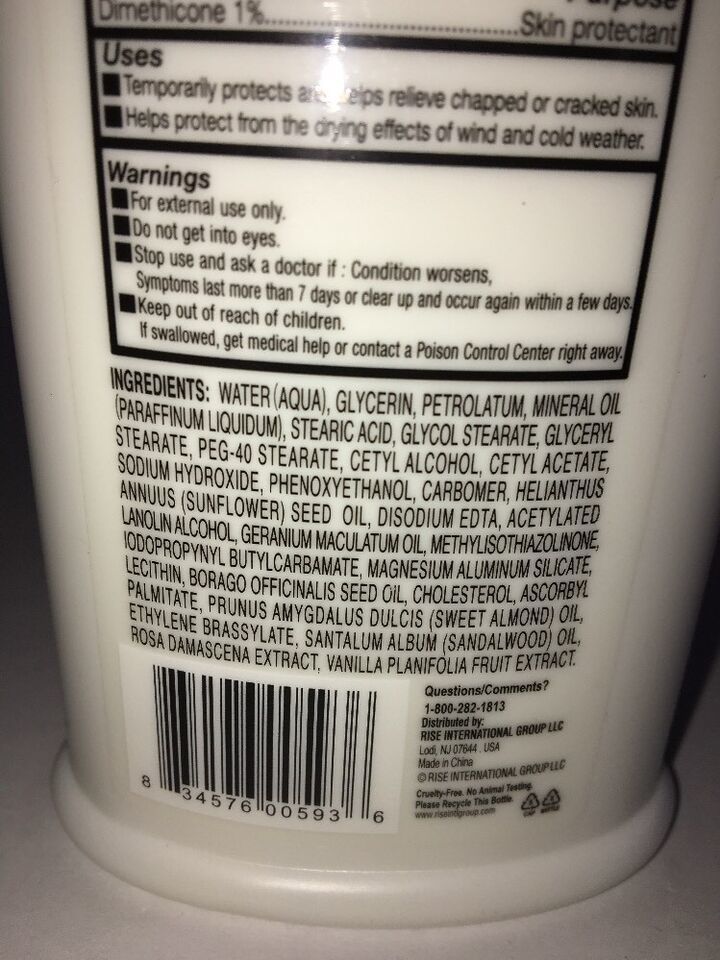 Dimethicone 1%..............................Skin protectant
Uses
Temporarily protects and helps relieve chapped or cracked skin.
Helps protect from the drying effects of wind and cold weather.
Warnings
For external use only.
Do not get into eyes.
Stop use and ask a doctor if : Condition worsens,
Symptoms last more than 7 days or clear up and occur again within a few days.
Keep out of reach of children.
If swallowed, get medical help or contact a Poison Control Center right away.
INGREDIENTS: WATER (AQUA), GLYCERIN, PETROLATUM, MINERAL OIL
(PARAFFINUM LIQUIDUM), STEARIC ACID, GLYCOL STEARATE, GLYCERYL
STEARATE, PEG-40 STEARATE, CETYL ALCOHOL, CETYL ACETATE,
SODIUM HYDROXIDE, PHENOXYETHANOL, CARBOMER, HELIANTHUS
ANNUUS (SUNFLOWER) SEED OIL, DISODIUM EDTA, ACETYLATED
LANOLIN ALCOHOL, GERANIUM MACULATUM OIL, METHYLISOTHIAZOLINONE,
IODOPROPYNYL BUTYLCARBAMATE, MAGNESIUM ALUMINUM SILICATE,
LECITHIN, BORAGO OFFICINALIS SEED OIL, CHOLESTEROL, ASCORBYL
PALMITATE, PRUNUS AMYGDALUS DULCIS (SWEET ALMOND) OIL,
ETHYLENE BRASSYLATE, SANTALUM ALBUM (SANDALWOOD) OIL,
ROSA DAMASCENA EXTRACT, VANILLA PLANIFOLIA FRUIT EXTRACT.
8 34576 00593 6
Questions/Comments?
1-800-282-1813
Distributed by:
RISE INTERNATIONAL GROUP LLC
Lodi, NJ 07644 . USA
Made in China
© RISE INTERNATIONAL GROUP LLC
Cruelty-Free. No Animal Testing.
Please Recycle This Bottle.
www.riseintlgroup.com